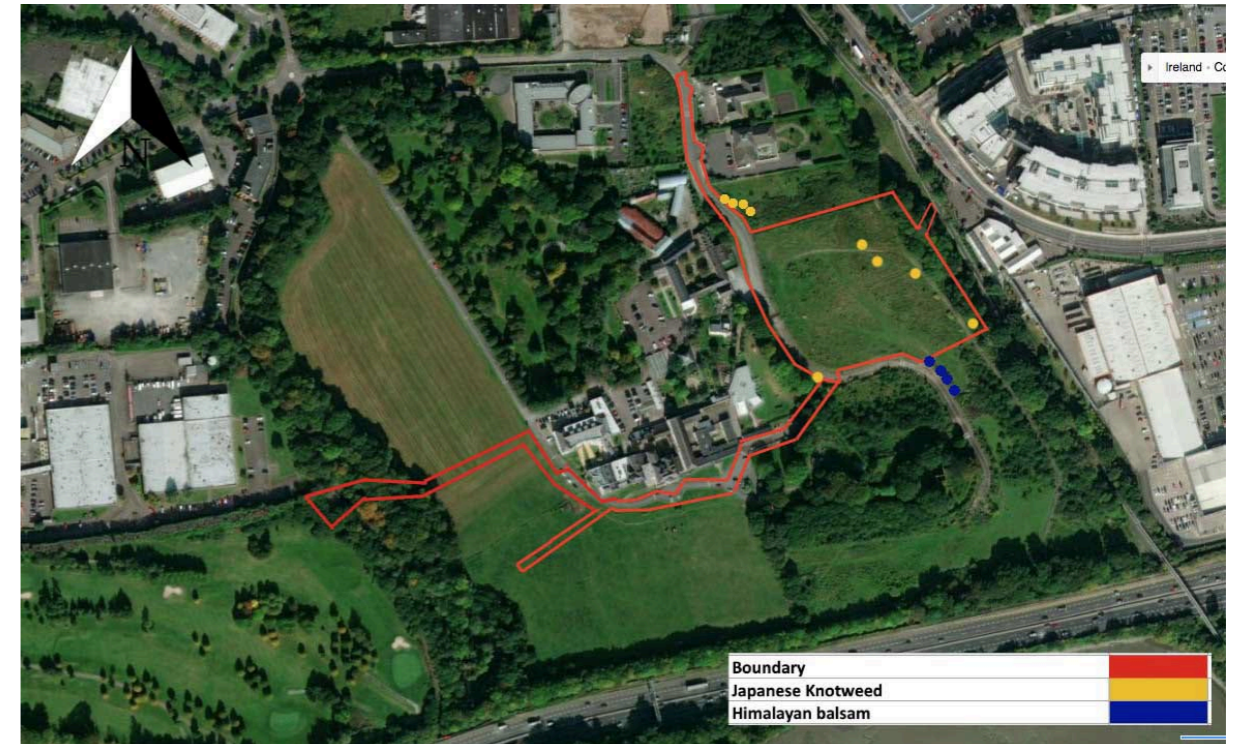 N
Ireland - Co
Boundary
Japanese Knotweed
Himalayan balsam